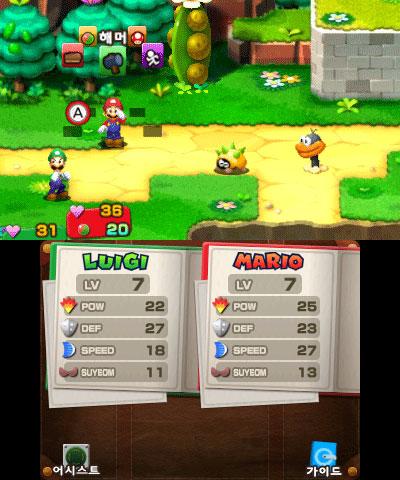 해머
A
36
31
20
LUIGI
LV 7
POW 22
DEF 27
SPEED 18
SUYEOM 11
MARIO
LV 7
POW 25
DEF 23
SPEED 27
SUYEOM 13
어시스트
가이드